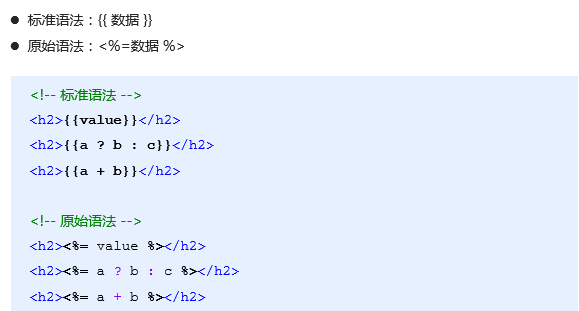 ● 标准语法：{{ 数据 }}
● 原始语法：<%=数据 %>
<!-- 标准语法 -->
<h2>{{value}}</h2>
<h2>{{a ? b : c}}</h2>
<h2>{{a + b}}</h2>
<!-- 原始语法 -->
<h2><%= value %></h2>
<h2><%= a ? b : c %></h2>
<h2><%= a + b %></h2>